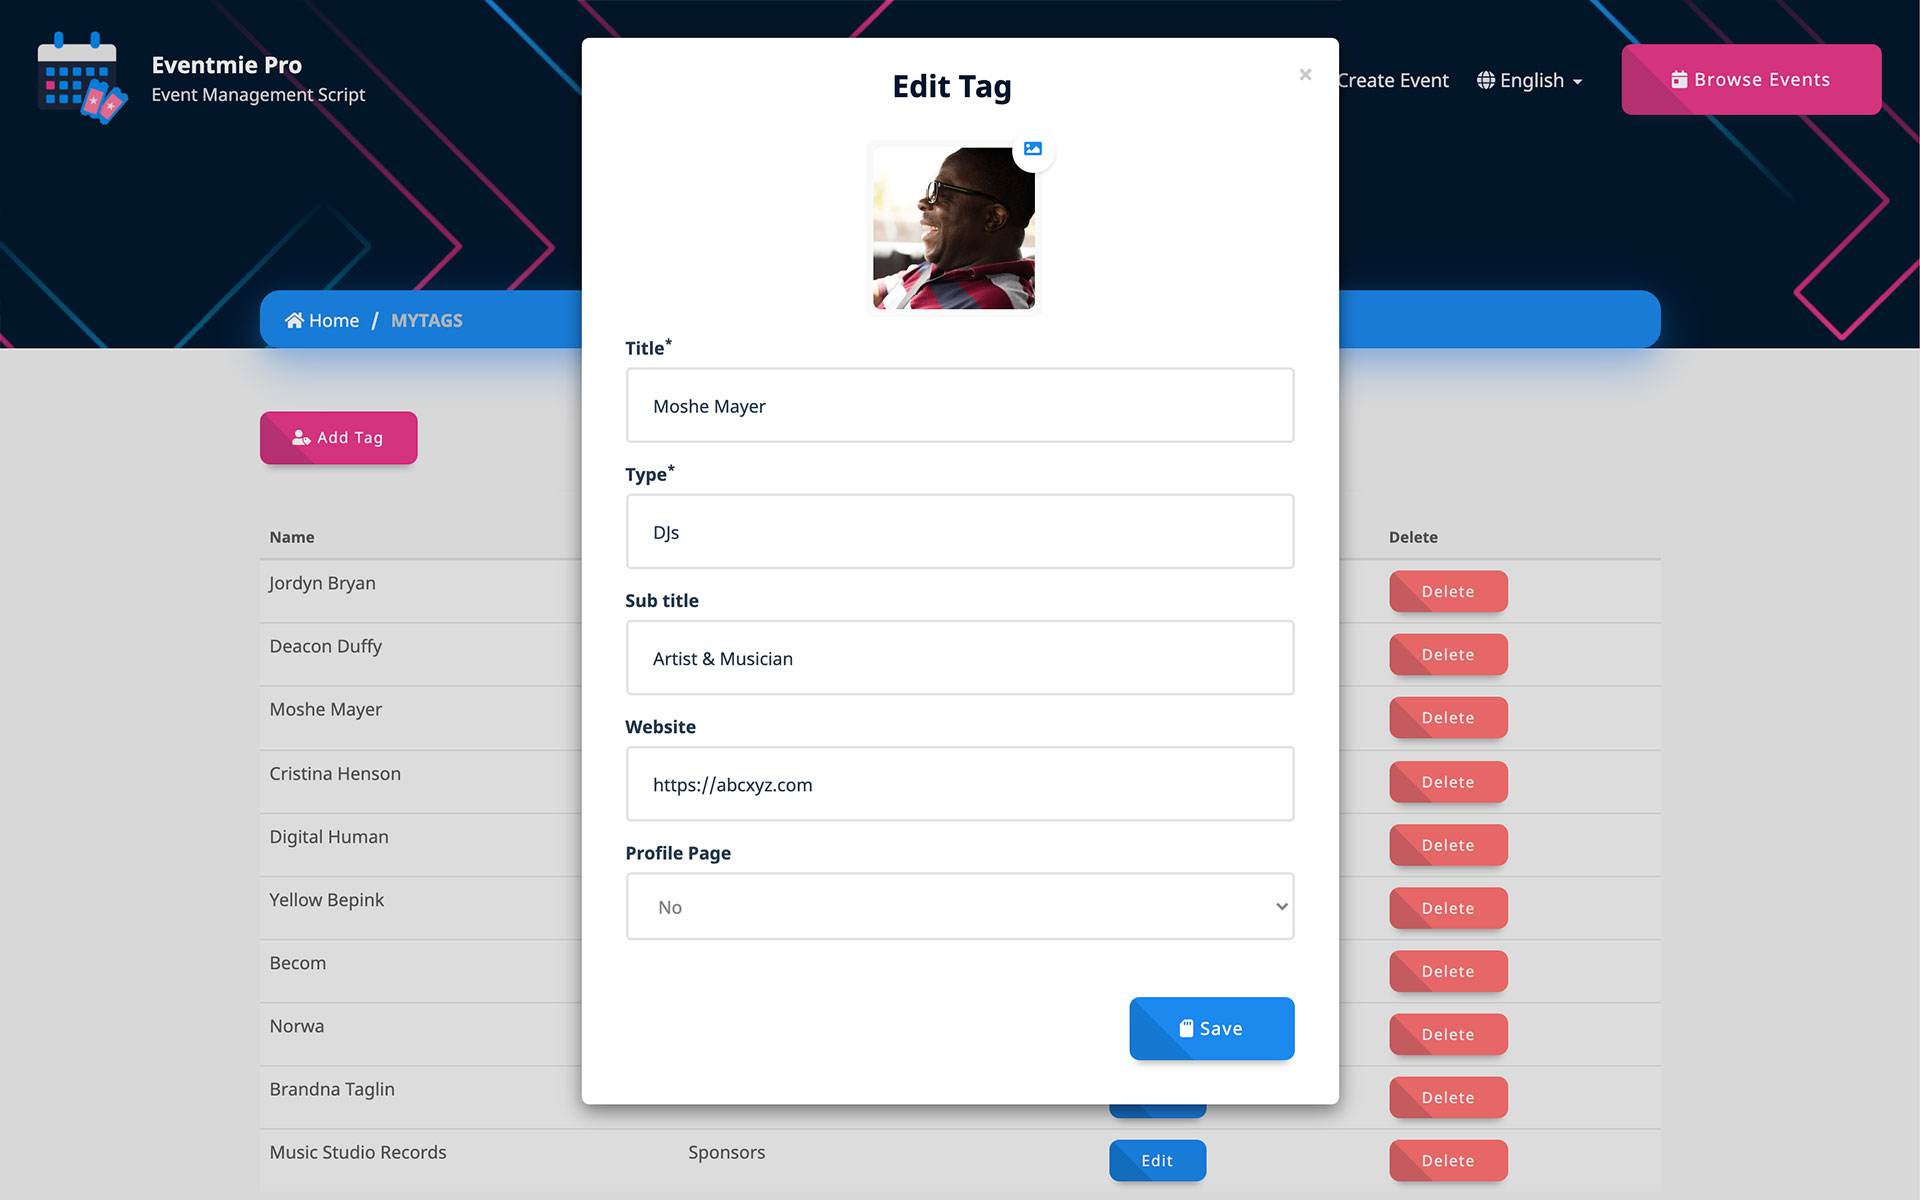 Eventmie Pro
Event Management Script
Create Event
English
Browse Events
Home / MYTAGS
Add Tag
Edit Tag
×
Title*
Moshe Mayer
Type*
DJs
Sub title
Artist & Musician
Website
https://abcxyz.com
Profile Page
No
Save
Name Delete
Jordyn Bryan Delete
Deacon Duffy Delete
Moshe Mayer Delete
Cristina Henson Delete
Digital Human Delete
Yellow Bepink Delete
Becom Delete
Norwa Delete
Brandna Taglin Delete
Music Studio Records Sponsors Edit Delete